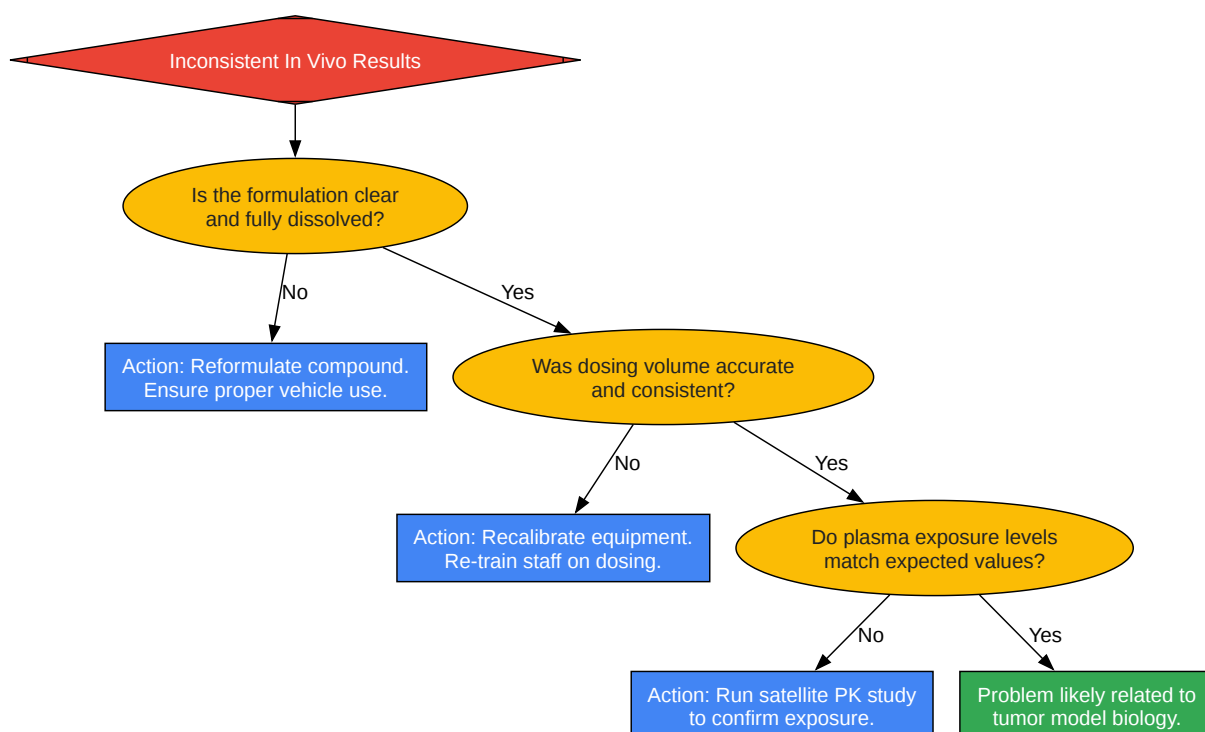 Inconsistent In Vivo Results
Is the formulation clear
and fully dissolved?
No
Yes
Action: Reformulate compound.
Ensure proper vehicle use.
Was dosing volume accurate
and consistent?
No
Yes
Action: Recalibrate equipment.
Re-train staff on dosing.
Do plasma exposure levels
match expected values?
No
Yes
Action: Run satellite PK study
to confirm exposure.
Problem likely related to
tumor model biology.